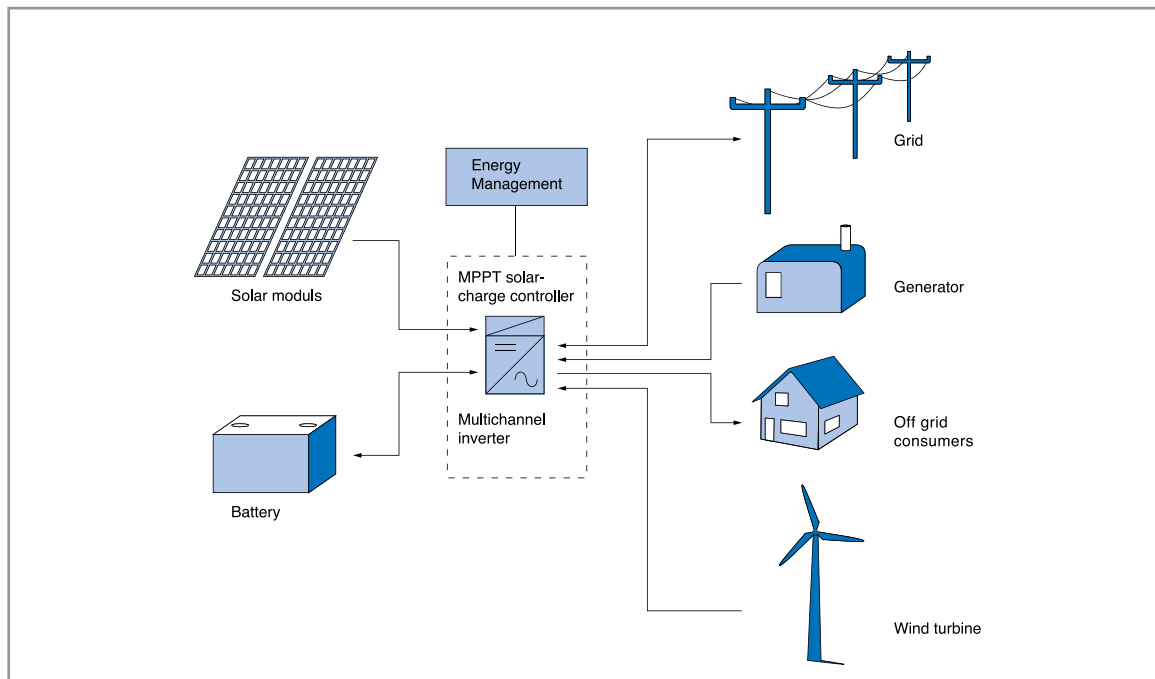 Grid
Energy
Management
MPPT solar-
charge controller
Solar moduls
Generator
Multichannel
inverter
Off grid
consumers
Battery
Wind turbine